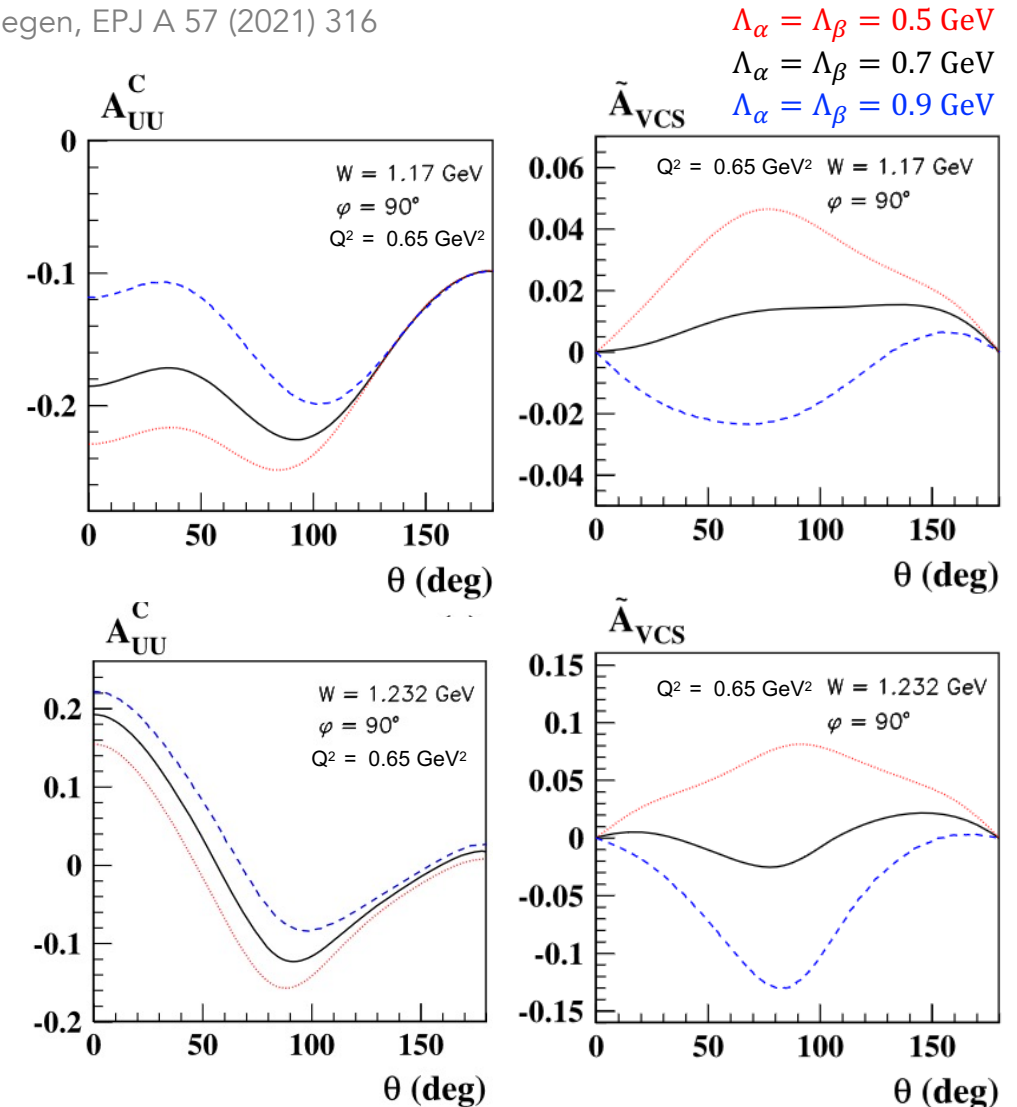 egen, EPJ A 57 (2021) 316
Λα = Λβ = 0.5 GeV
Λα = Λβ = 0.7 GeV
Λα = Λβ = 0.9 GeV
A_UU^C
0
-0.1
-0.2
W = 1.17 GeV
φ = 90°
Q² = 0.65 GeV²
0 50 100 150
θ (deg)
Ã_VCS
0.06
0.04
0.02
0
-0.02
-0.04
Q² = 0.65 GeV² W = 1.17 GeV
φ = 90°
0 50 100 150
θ (deg)
A_UU^C
0.2
0.1
0
-0.1
-0.2
W = 1.232 GeV
φ = 90°
Q² = 0.65 GeV²
0 50 100 150
θ (deg)
Ã_VCS
0.15
0.1
0.05
0
-0.05
-0.1
-0.15
Q² = 0.65 GeV² W = 1.232 GeV
φ = 90°
0 50 100 150
θ (deg)